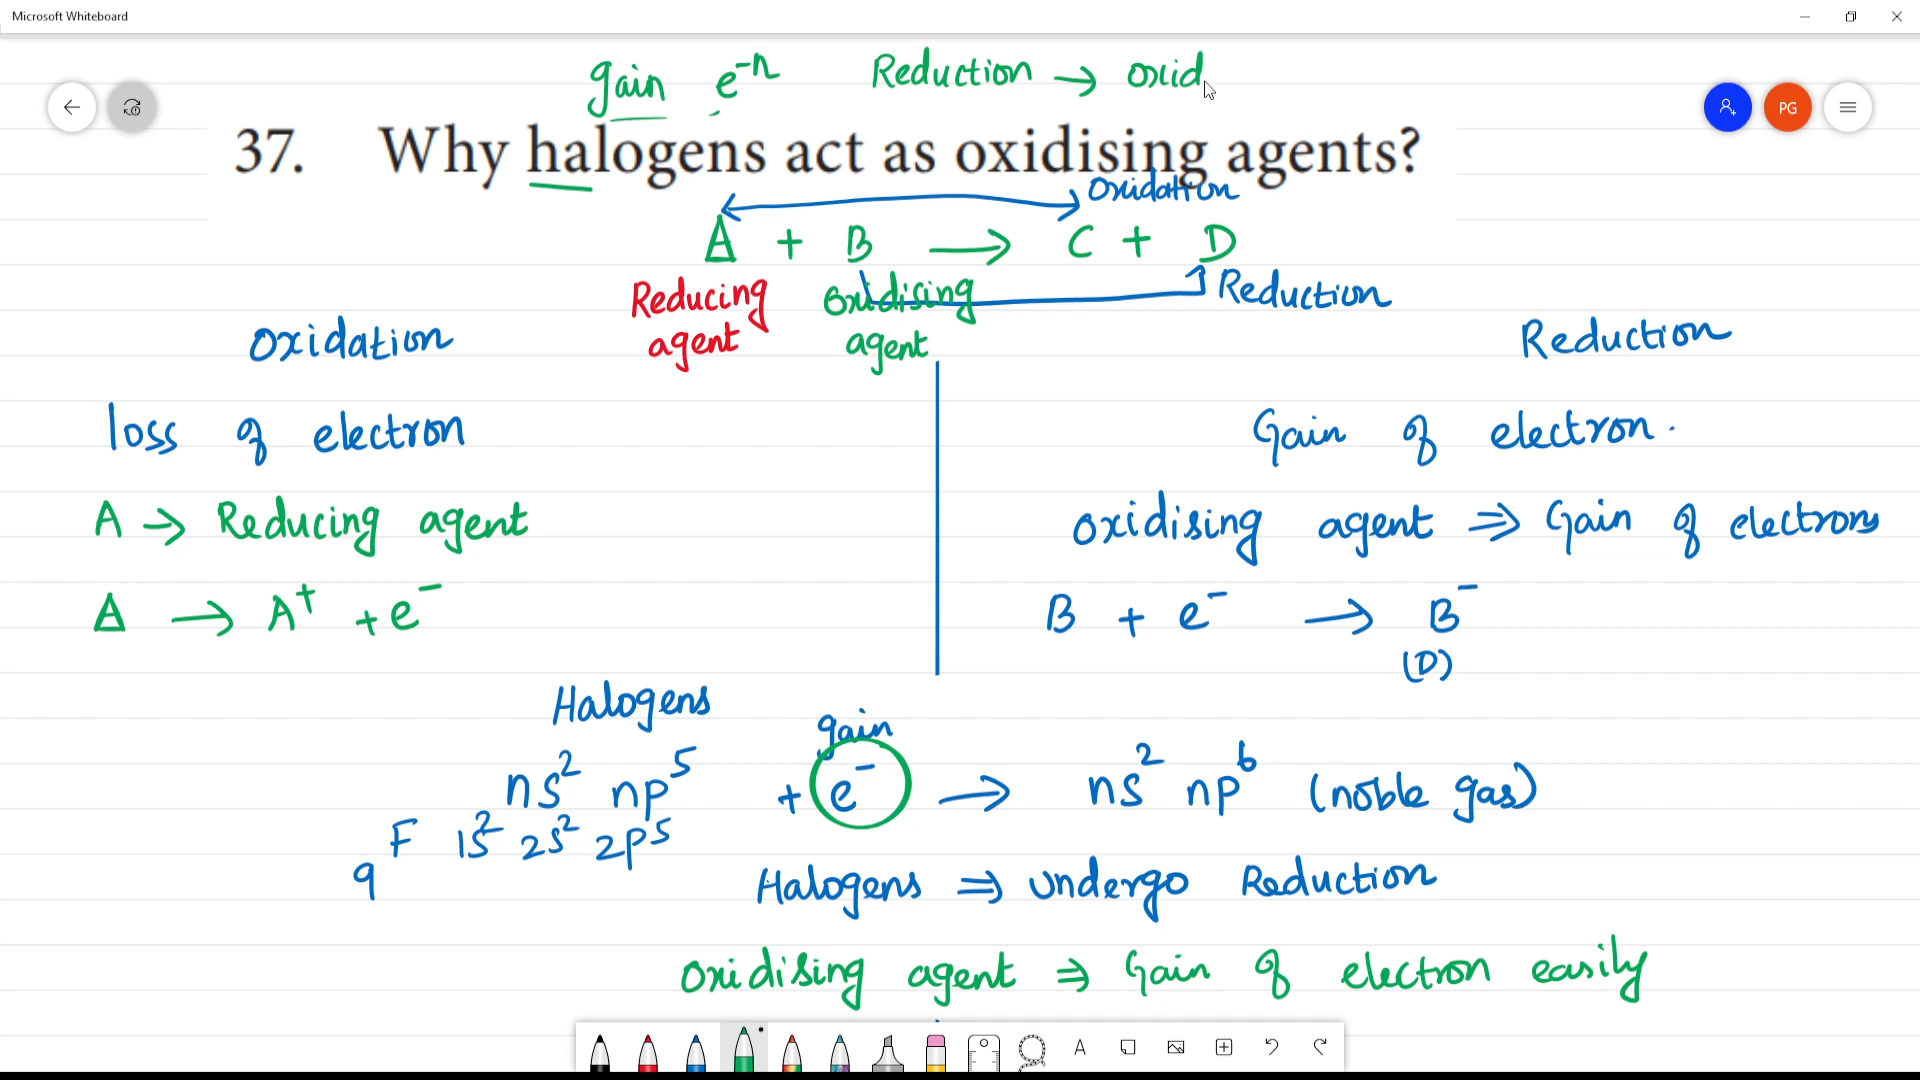 Microsoft Whiteboard
gain e⁻n Reduction → oxid
PG
37. Why halogens act as oxidising agents?
oxidation
A + B → C + D
Reducing agent
oxidising agent
Reduction
Oxidation
Reduction
loss of electron
Gain of electron.
A → Reducing agent
oxidising agent ⇒ Gain of electrons
A → A⁺ + e⁻
B + e⁻ → B⁻
(D)
Halogens
gain
ns² np⁵ + e⁻ → ns² np⁶ (noble gas)
₉F 1s² 2s² 2p⁵
Halogens ⇒ undergo Reduction
Oxidising agent ⇒ Gain of electron easily